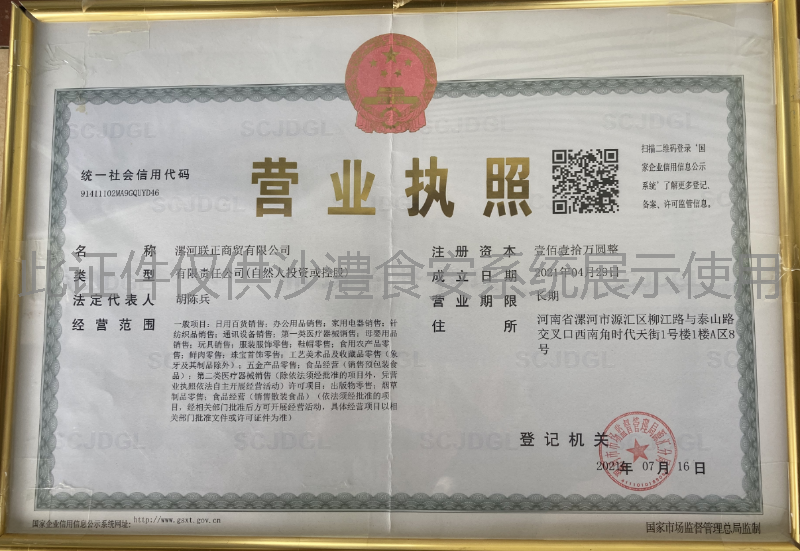 统一社会信用代码
91411102MA9GQUYD46
营业执照
扫描二维码登录‘国
家企业信用信息公示
系统’了解更多登记、
备案、许可监管信息。
名称 漯河联正商贸有限公司
类型 有限责任公司(自然人投资或控股)
法定代表人 胡陈兵
经营范围 一般项目：日用百货销售；办公用品销售；家用电器销售；针
纺织品销售；通讯设备销售；第一类医疗器械销售；母婴用品
销售；玩具销售；服装服饰零售；鞋帽零售；食用农产品零
售；鲜肉零售；珠宝首饰零售；工艺美术品及收藏品零售（象
牙及其制品除外）；五金产品零售；食品经营（销售预包装食
品）；第二类医疗器械销售（除依法须经批准的项目外，凭营
业执照依法自主开展经营活动）许可项目：出版物零售；烟草
制品零售；食品经营（销售散装食品）（依法须经批准的项
目，经相关部门批准后方可开展经营活动，具体经营项目以相
关部门批准文件或许可证件为准）
注册资本 壹佰壹拾万圆整
成立日期 2021年04月29日
营业期限 长期
住所 河南省漯河市源汇区柳江路与泰山路
交叉口西南角时代天街1号楼1楼A区8
号
此证件仅供沙澧食安系统展示使用
登记机关
2021年 07月 16日
国家企业信用信息公示系统网址：http://www.gsxt.gov.cn
国家市场监督管理总局监制